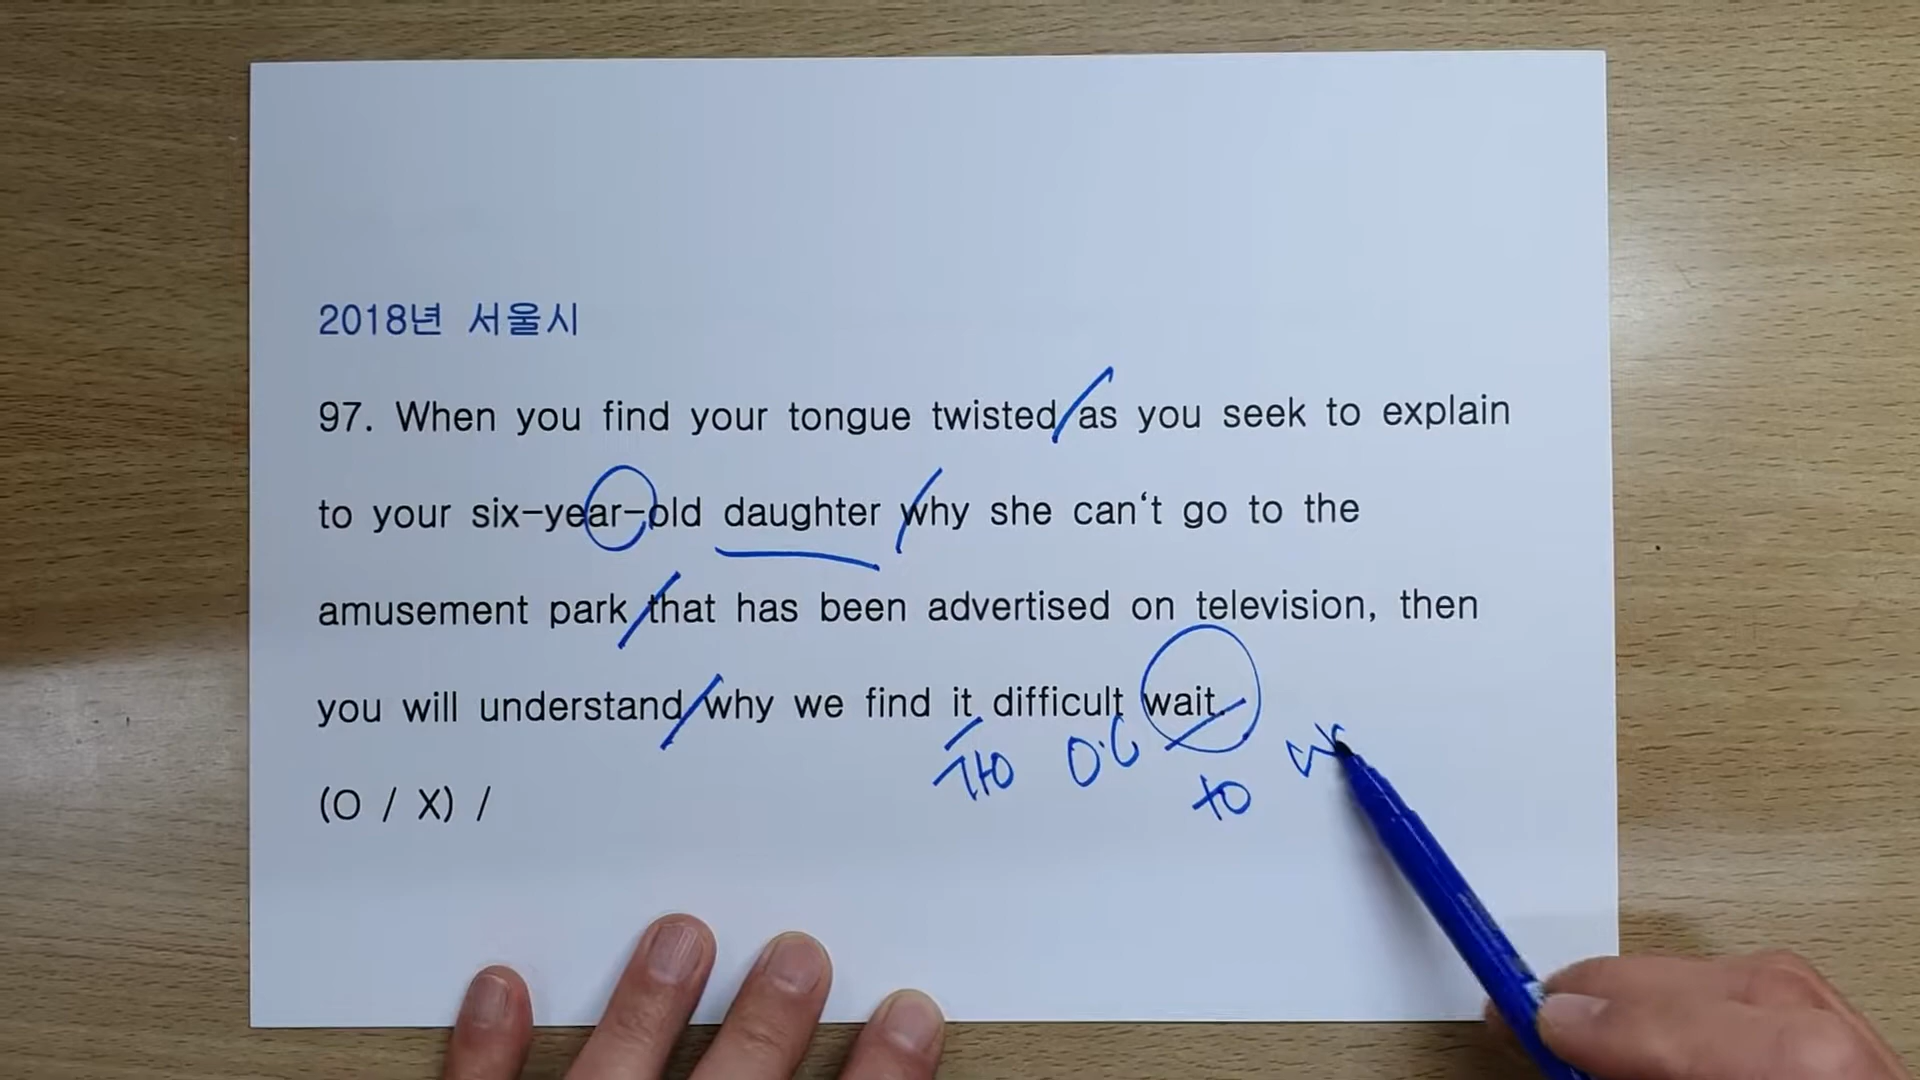 2018년 서울시
97. When you find your tongue twisted as you seek to explain
to your six-year-old daughter why she can't go to the
amusement park that has been advertised on television, then
you will understand why we find it difficult wait.
가O O.C to
(O / X) /